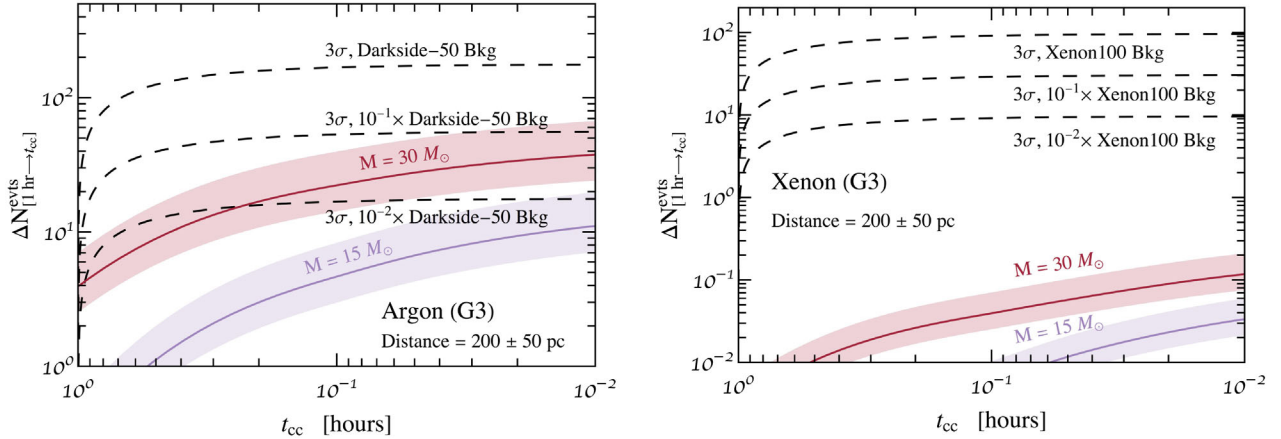 ΔN^evts_[1 hr→t_cc]
10²
10¹
10⁰
3σ, Darkside−50 Bkg
3σ, 10⁻¹× Darkside−50 Bkg
M = 30 M_⊙
3σ, 10⁻²× Darkside−50 Bkg
M = 15 M_⊙
Argon (G3)
Distance = 200 ± 50 pc
10⁰ 10⁻¹ 10⁻²
t_cc [hours]
ΔN^evts_[1 hr→t_cc]
10²
10¹
10⁰
10⁻¹
10⁻²
3σ, Xenon100 Bkg
3σ, 10⁻¹× Xenon100 Bkg
3σ, 10⁻²× Xenon100 Bkg
Xenon (G3)
Distance = 200 ± 50 pc
M = 30 M_⊙
M = 15 M_⊙
10⁰ 10⁻¹ 10⁻²
t_cc [hours]